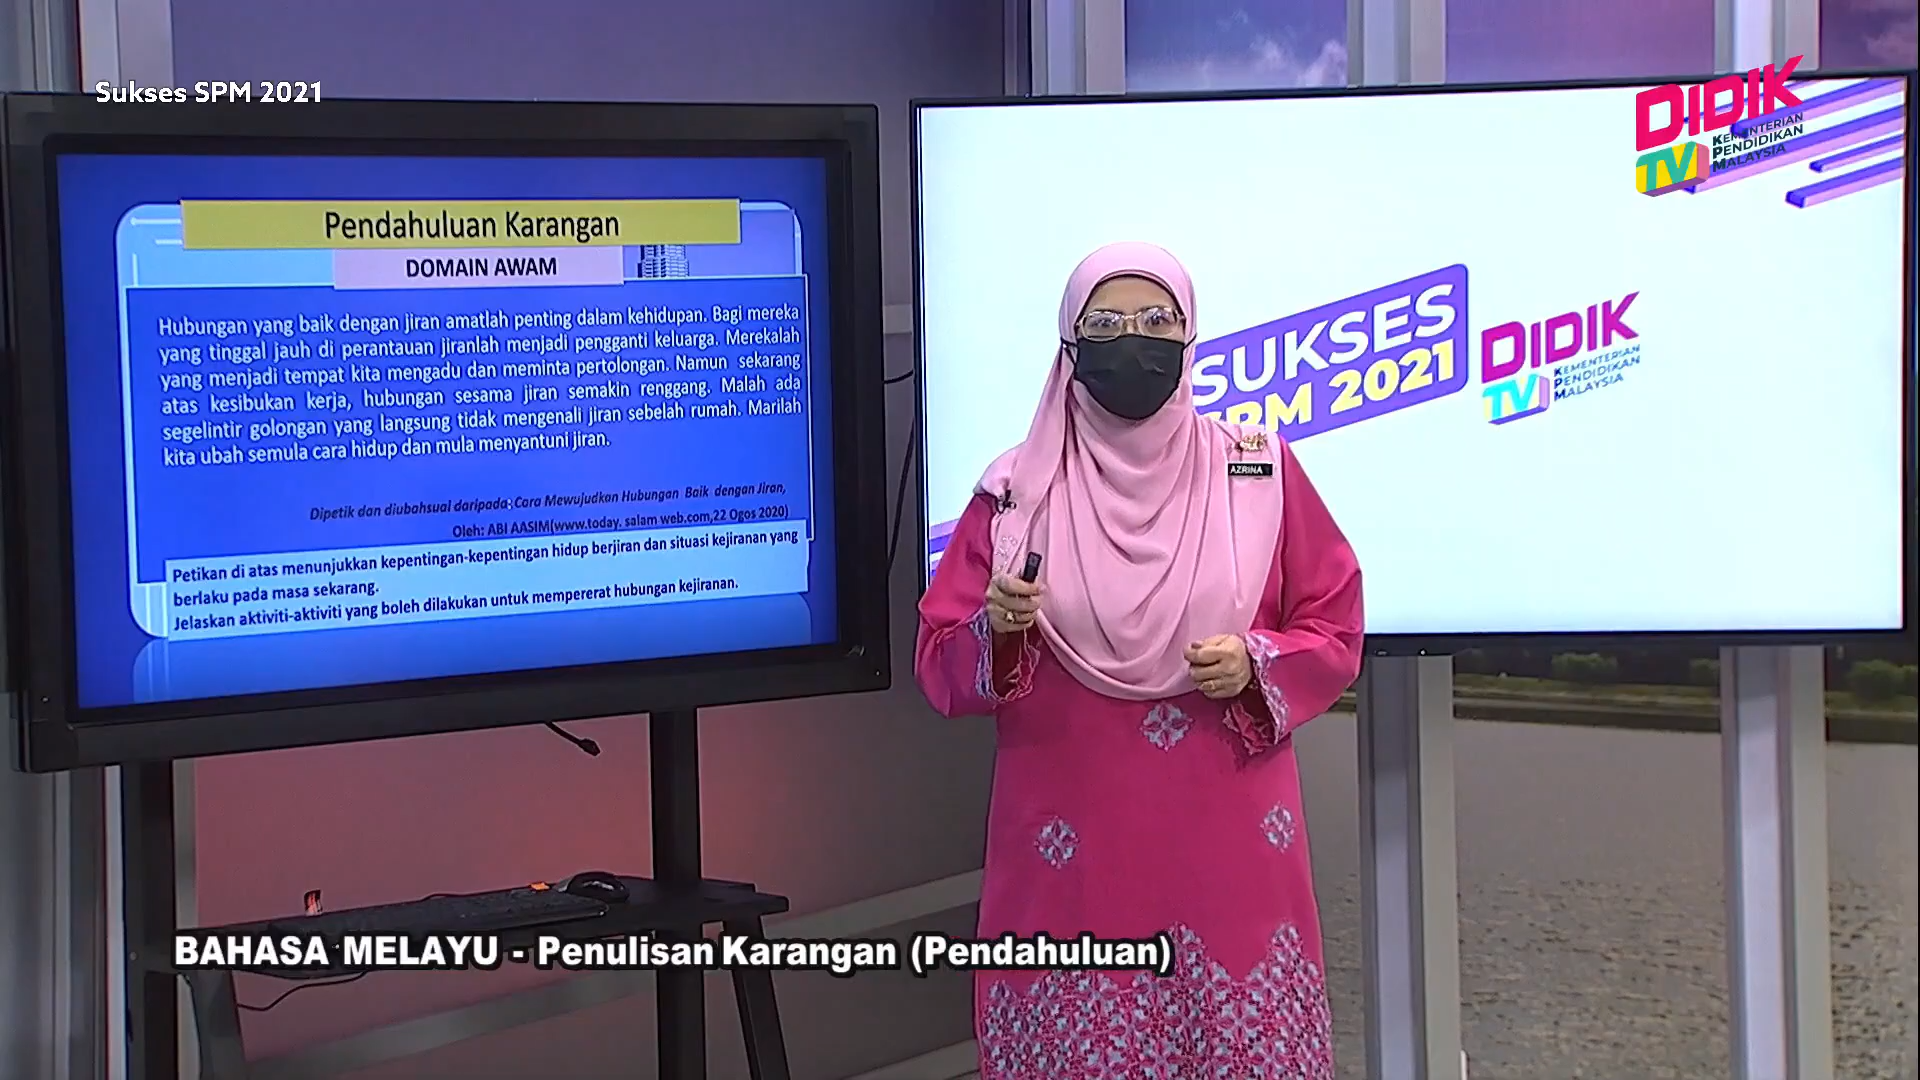 Sukses SPM 2021
DIDIK
TV
KEMENTERIAN
PENDIDIKAN
MALAYSIA
Pendahuluan Karangan
DOMAIN AWAM
Hubungan yang baik dengan jiran amatlah penting dalam kehidupan. Bagi mereka
yang tinggal jauh di perantauan jiranlah menjadi pengganti keluarga. Merekalah
yang menjadi tempat kita mengadu dan meminta pertolongan. Namun sekarang
atas kesibukan kerja, hubungan sesama jiran semakin renggang. Malah ada
segelintir golongan yang langsung tidak mengenali jiran sebelah rumah. Marilah
kita ubah semula cara hidup dan mula menyantuni jiran.
Dipetik dan diubahsuai daripada: Cara Mewujudkan Hubungan Baik dengan Jiran,
Oleh: ABI AASIM(www.today. salam web.com,22 Ogos 2020)
Petikan di atas menunjukkan kepentingan-kepentingan hidup berjiran dan situasi kejiranan yang
berlaku pada masa sekarang.
Jelaskan aktiviti-aktiviti yang boleh dilakukan untuk mempererat hubungan kejiranan.
SUKSES
SPM 2021
DIDIK
TV
KEMENTERIAN
PENDIDIKAN
MALAYSIA
AZRINA
BAHASA MELAYU - Penulisan Karangan (Pendahuluan)